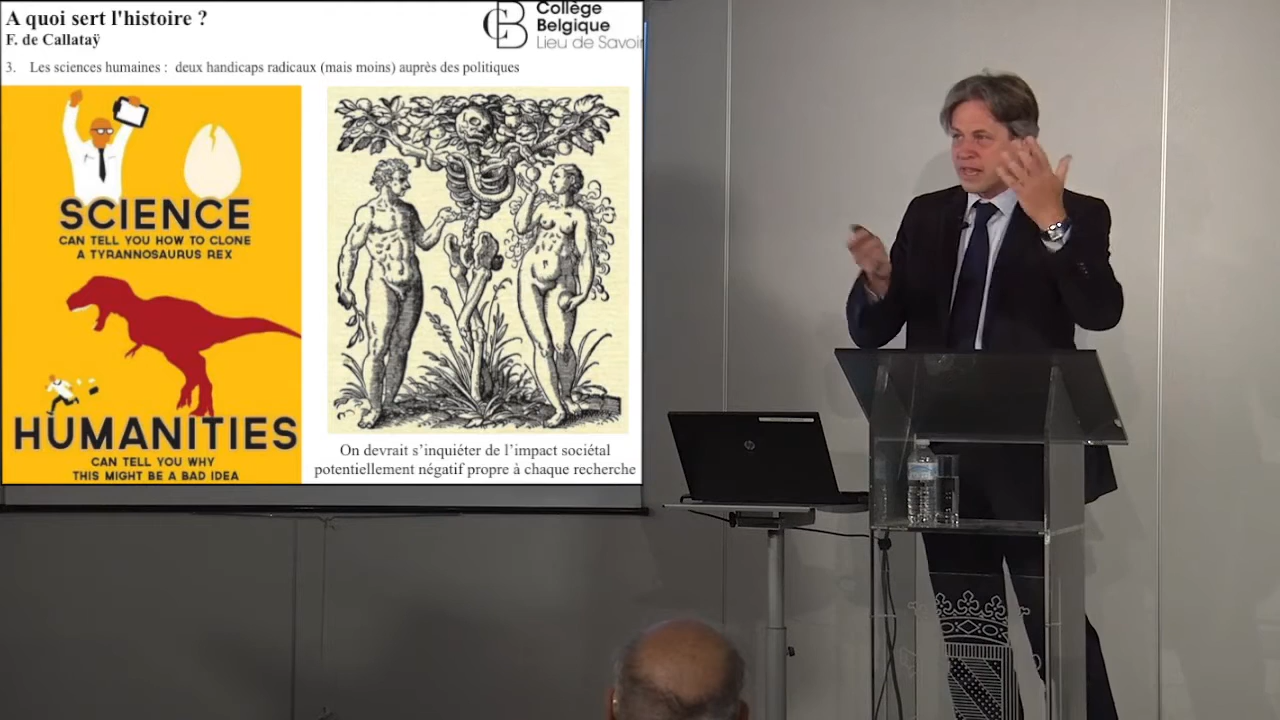 A quoi sert l'histoire ?
F. de Callataÿ
Collège
Belgique
Lieu de Savoir
3. Les sciences humaines : deux handicaps radicaux (mais moins) auprès des politiques
SCIENCE
CAN TELL YOU HOW TO CLONE
A TYRANNOSAURUS REX
HUMANITIES
CAN TELL YOU WHY
THIS MIGHT BE A BAD IDEA
On devrait s'inquiéter de l'impact sociétal
potentiellement négatif propre à chaque recherche
hp